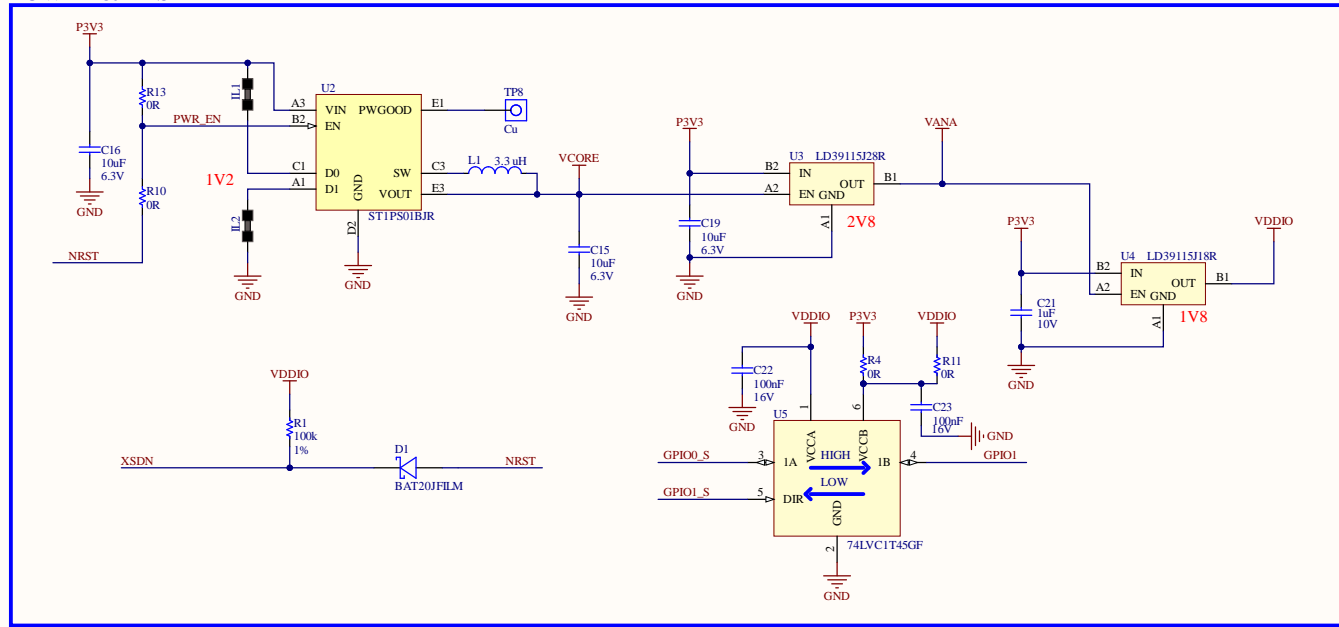 P3V3
R13
0R
PWR_EN
C16
10uF
6.3V
GND
R10
0R
NRST
IL1
1V2
IL2
GND
U2
A3 VIN PWGOOD E1
B2 EN
C1 D0 SW C3
A1 D1 VOUT E3
GND
D2
ST1PS01BJR
GND
TP8
Cu
L1 3.3 uH
VCORE
C15
10uF
6.3V
GND
P3V3
C19
10uF
6.3V
GND
U3 LD39115J28R
B2 IN
OUT B1
A2 EN GND
A1
2V8
VANA
P3V3
C21
1uF
10V
GND
U4 LD39115J18R
B2 IN
OUT B1
A2 EN GND
A1
1V8
VDDIO
VDDIO
R1
100k
1%
XSDN
D1
BAT20JFILM
NRST
VDDIO P3V3 VDDIO
C22
100nF
16V
GND
R4
0R
R11
0R
C23
100nF
16V
GND
U5
1 6
VCCA VCCB
GPIO0_S 3 1A HIGH 1B 4 GPIO1
LOW
GPIO1_S 5 DIR
GND
2
74LVC1T45GF
GND